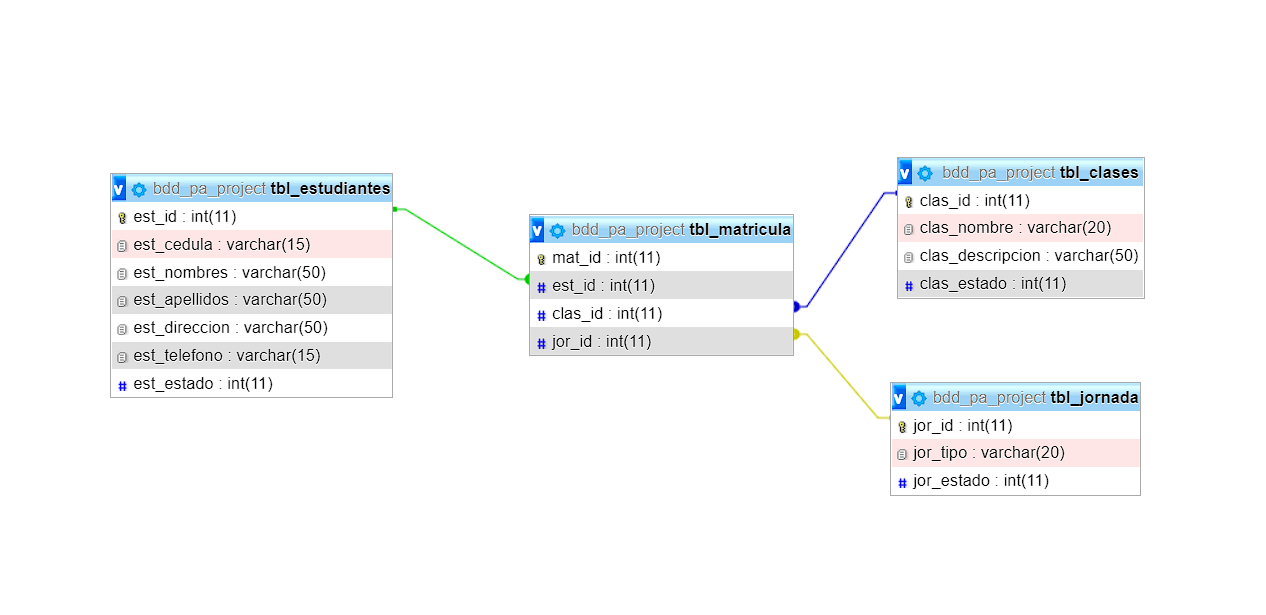 v bdd_pa_project tbl_estudiantes
est_id : int(11)
est_cedula : varchar(15)
est_nombres : varchar(50)
est_apellidos : varchar(50)
est_direccion : varchar(50)
est_telefono : varchar(15)
# est_estado : int(11)
v bdd_pa_project tbl_matricula
mat_id : int(11)
# est_id : int(11)
# clas_id : int(11)
# jor_id : int(11)
v bdd_pa_project tbl_clases
clas_id : int(11)
clas_nombre : varchar(20)
clas_descripcion : varchar(50)
# clas_estado : int(11)
v bdd_pa_project tbl_jornada
jor_id : int(11)
jor_tipo : varchar(20)
# jor_estado : int(11)